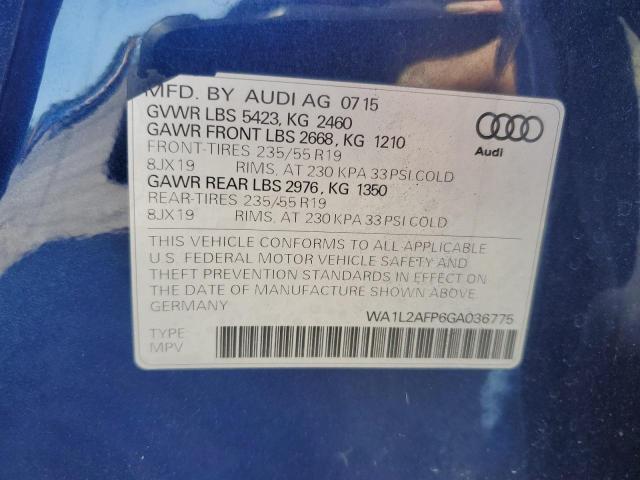 MFD. BY AUDI AG 07 15
GVWR LBS 5423, KG 2460
GAWR FRONT LBS 2668, KG 1210
FRONT-TIRES 235/55 R19
8JX19 RIMS, AT 230 KPA 33 PSI COLD
GAWR REAR LBS 2976, KG 1350
REAR-TIRES 235/55 R19
8JX19 RIMS, AT 230 KPA 33 PSI COLD
Audi
THIS VEHICLE CONFORMS TO ALL APPLICABLE
U.S. FEDERAL MOTOR VEHICLE SAFETY AND
THEFT PREVENTION STANDARDS IN EFFECT ON
THE DATE OF MANUFACTURE SHOWN ABOVE.
GERMANY
WA1L2AFP6GA036775
TYPE
MPV